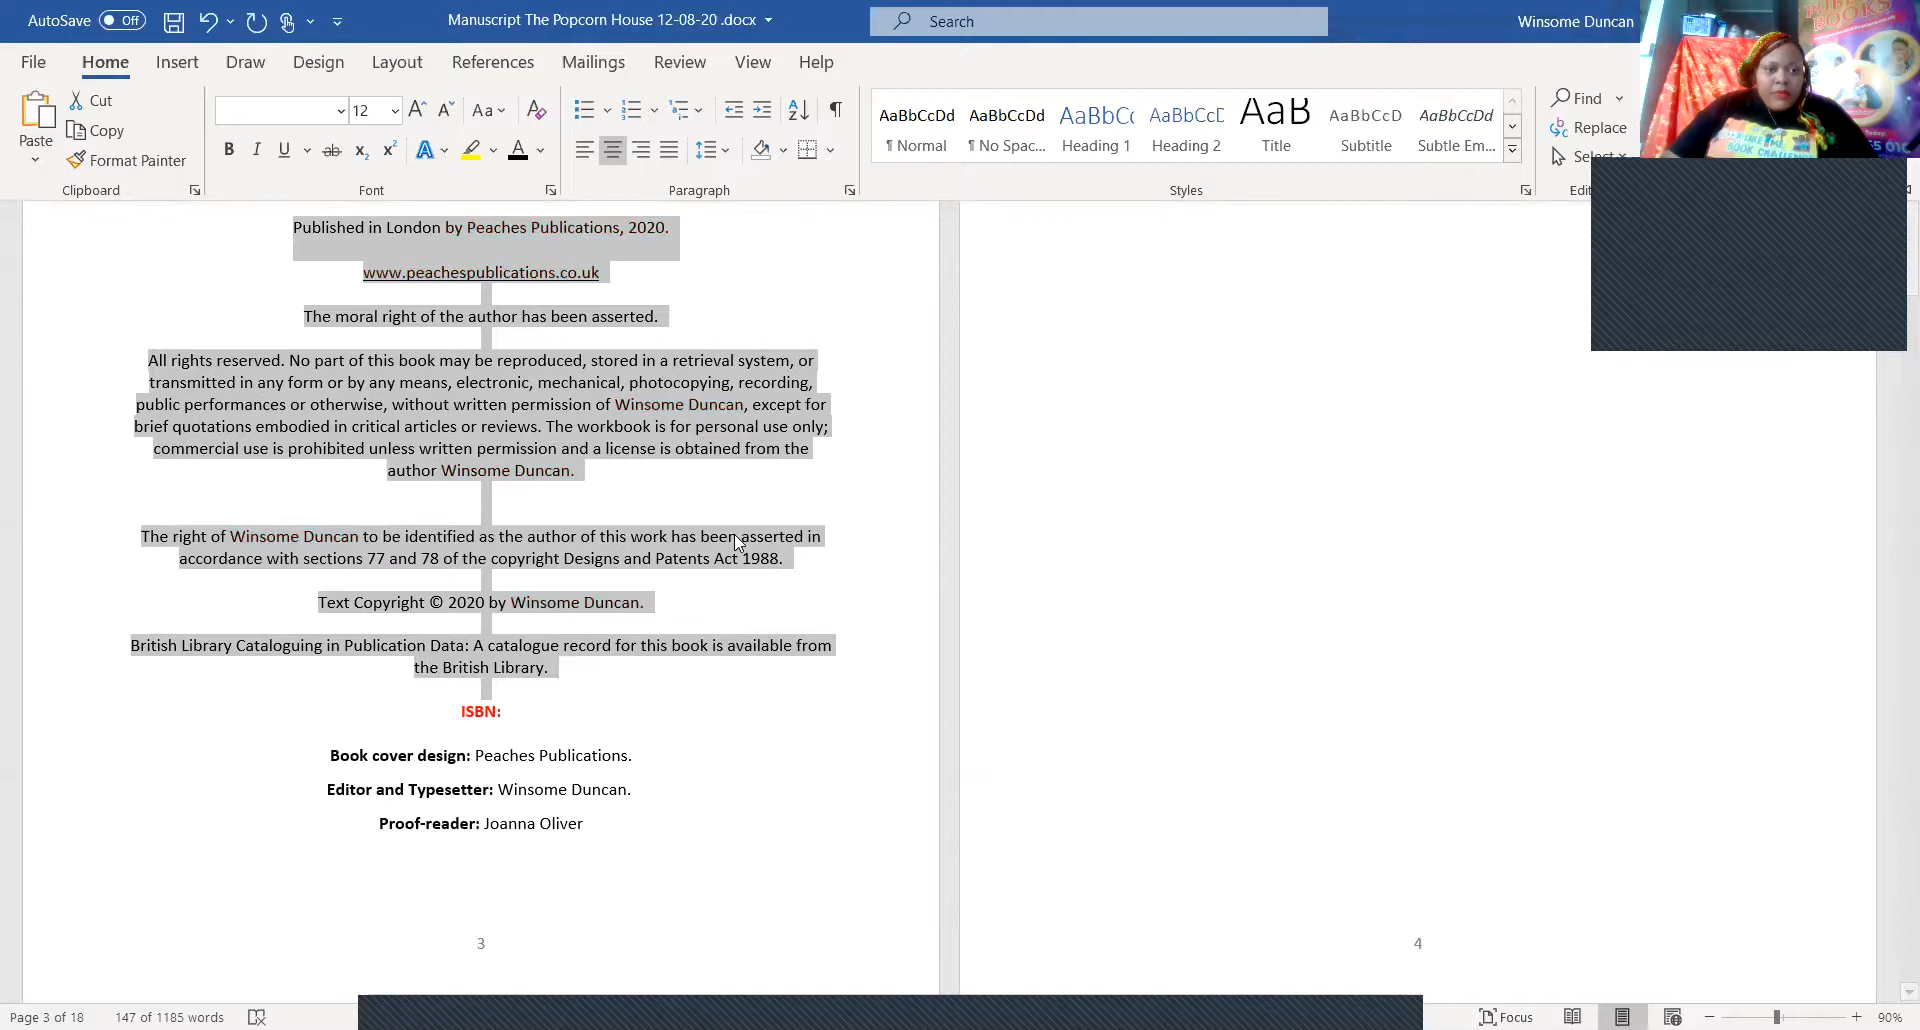 AutoSave Off Manuscript The Popcorn House 12-08-20 .docx Search Winsome Duncan
File Home Insert Draw Design Layout References Mailings Review View Help
Paste Cut Copy Format Painter
Clipboard
12 Aa
B I U ab x₂ x² A A
Font
Paragraph
AaBbCcDd AaBbCcDd AaBbCc AaBbCcD AaB AaBbCcD AaBbCcDd
¶ Normal ¶ No Spac... Heading 1 Heading 2 Title Subtitle Subtle Em...
Styles
Find
Replace
Select
BOOKS
BOOK CHALLENGE
Published in London by Peaches Publications, 2020.
www.peachespublications.co.uk
The moral right of the author has been asserted.
All rights reserved. No part of this book may be reproduced, stored in a retrieval system, or
transmitted in any form or by any means, electronic, mechanical, photocopying, recording,
public performances or otherwise, without written permission of Winsome Duncan, except for
brief quotations embodied in critical articles or reviews. The workbook is for personal use only;
commercial use is prohibited unless written permission and a license is obtained from the
author Winsome Duncan.
The right of Winsome Duncan to be identified as the author of this work has been asserted in
accordance with sections 77 and 78 of the copyright Designs and Patents Act 1988.
Text Copyright © 2020 by Winsome Duncan.
British Library Cataloguing in Publication Data: A catalogue record for this book is available from
the British Library.
ISBN:
Book cover design: Peaches Publications.
Editor and Typesetter: Winsome Duncan.
Proof-reader: Joanna Oliver
3
4
Page 3 of 18 147 of 1185 words Focus 90%